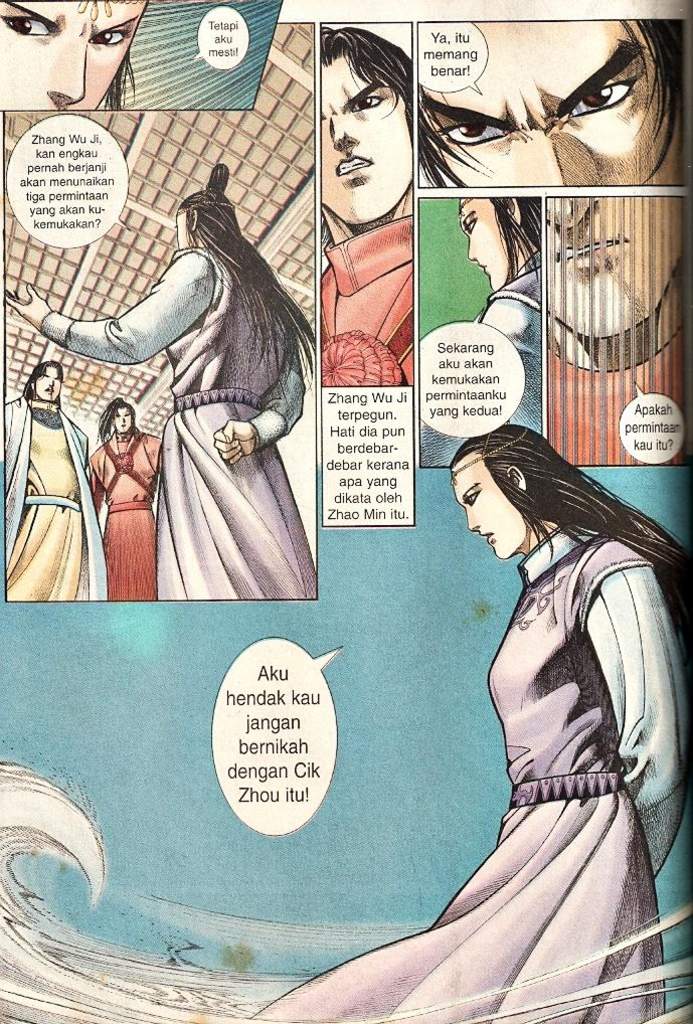 Tetapi
aku
mesti!
Zhang Wu Ji,
kan engkau
pernah berjanji
akan menunaikan
tiga permintaan
yang akan ku-
kemukakan?
Zhang Wu Ji
terpegun.
Hati dia pun
berdebar-
debar kerana
apa yang
dikata oleh
Zhao Min itu.
Ya, itu
memang
benar!
Sekarang
aku akan
kemukakan
permintaanku
yang kedua!
Apakah
permintaan
kau itu?
Aku
hendak kau
jangan
bernikah
dengan Cik
Zhou itu!